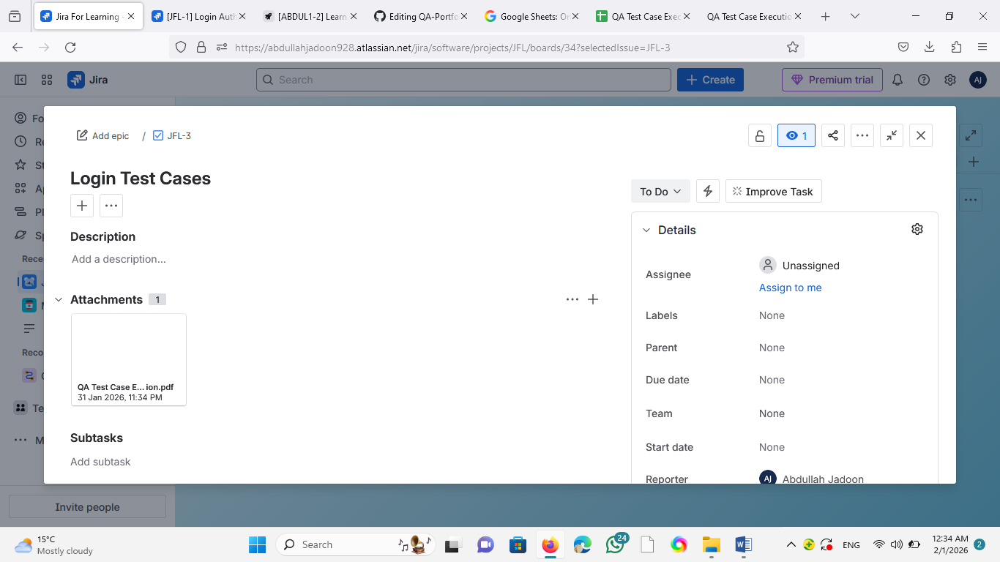 Jira For Learning -
[JFL-1] Login Auth
[ABDUL1-2] Learn
Editing QA-Portfo
Google Sheets: On
QA Test Case Exec
QA Test Case Executio
https://abdullahjadoon928.atlassian.net/jira/software/projects/JFL/boards/34?selectedIssue=JFL-3
Jira
Search
Create
Premium trial
AJ
Fo
Re
St
Ap
Pl
Sp
Rece
Reco
Te
M
Invite people
Add epic / JFL-3
1
Login Test Cases
To Do
Improve Task
Description
Add a description...
Attachments 1
QA Test Case E... ion.pdf
31 Jan 2026, 11:34 PM
Subtasks
Add subtask
Details
Assignee
Unassigned
Assign to me
Labels None
Parent None
Due date None
Team None
Start date None
Reporter AJ Abdullah Jadoon
15°C
Mostly cloudy
Search
24
ENG
12:34 AM
2/1/2026
2